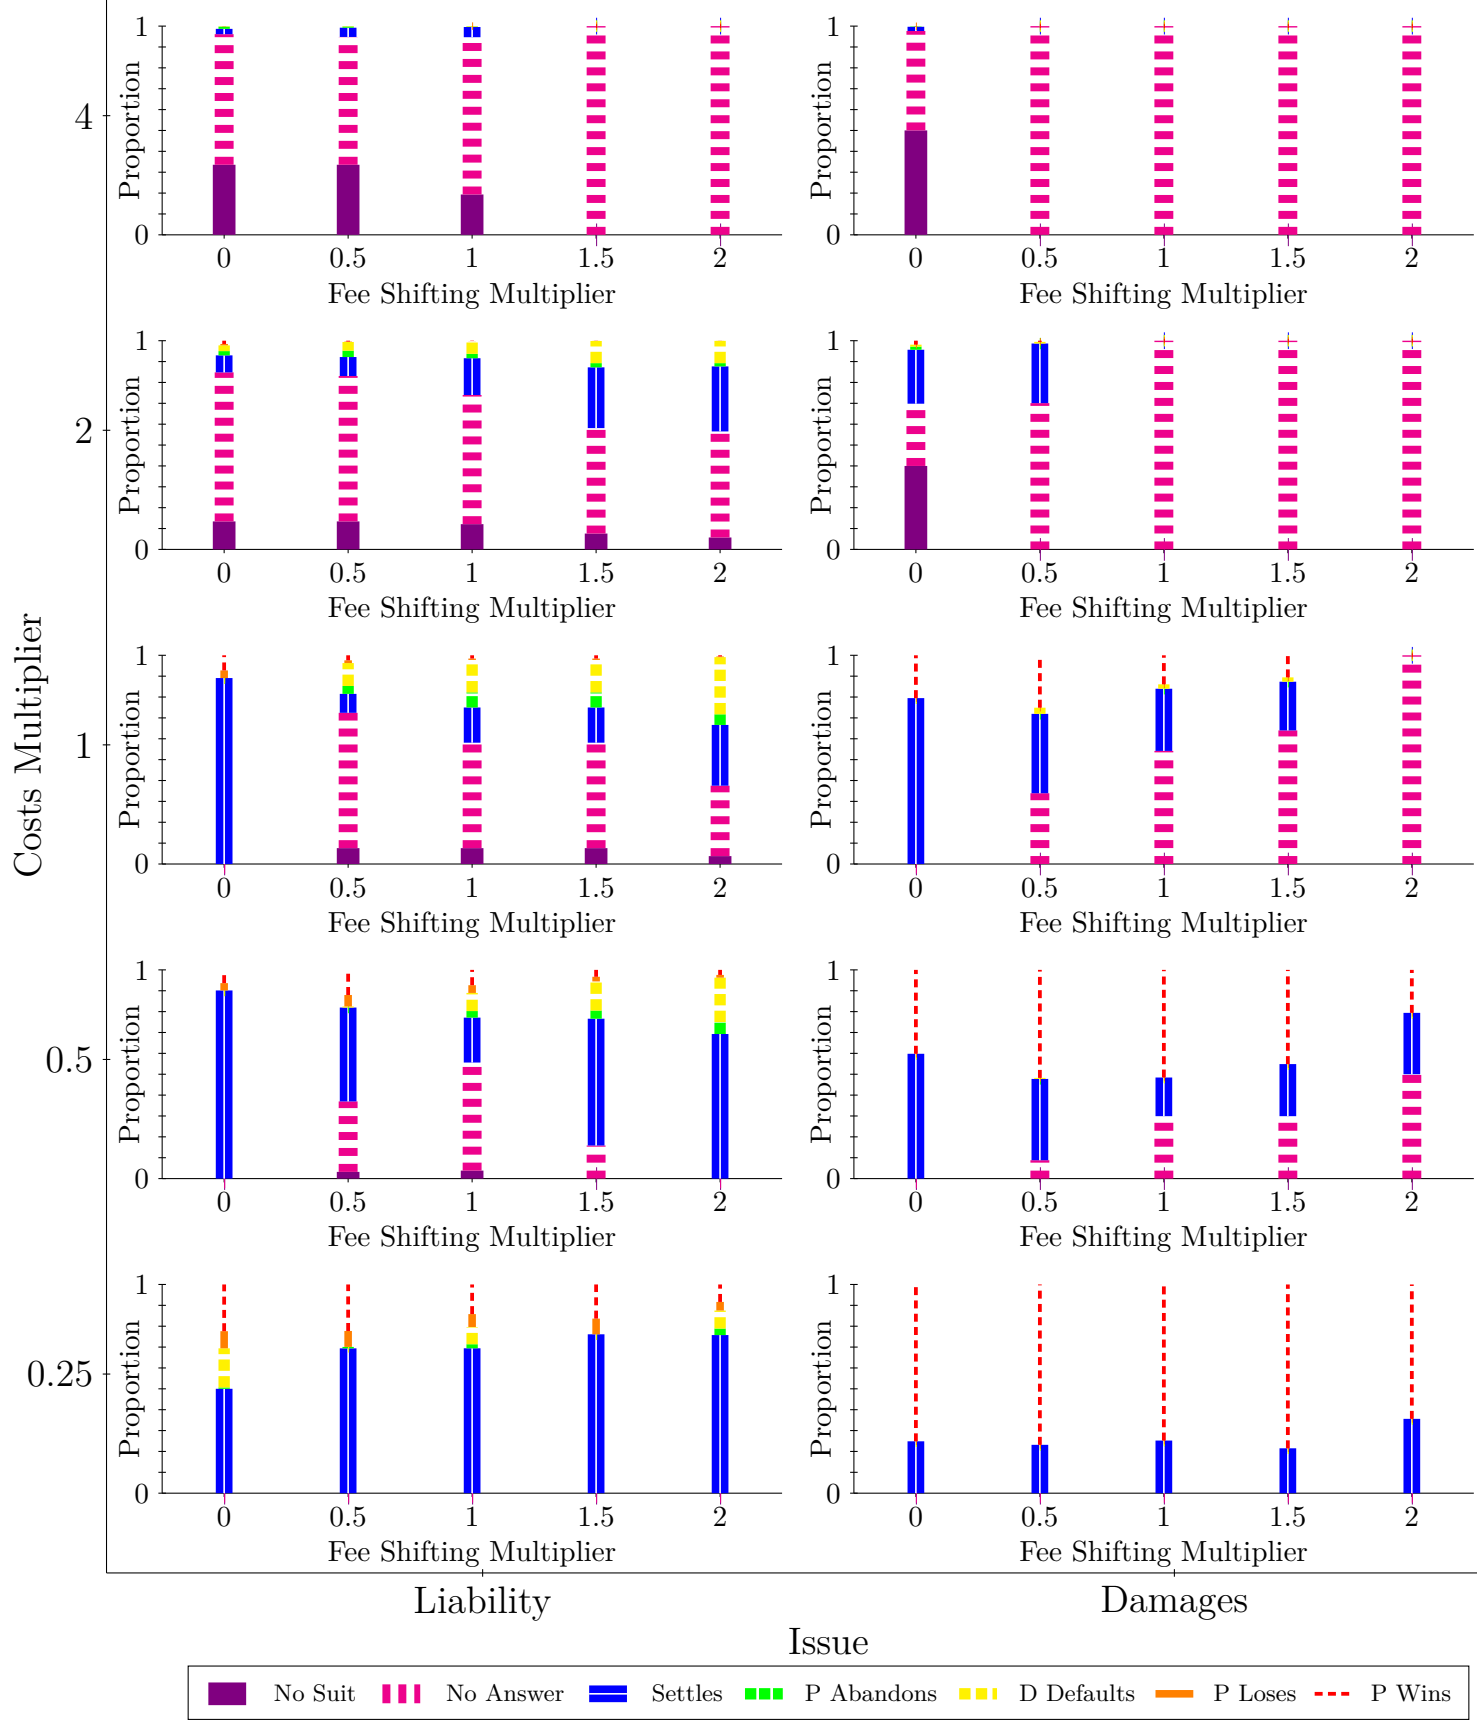 Costs Multiplier
4
Proportion
1
0
0 0.5 1 1.5 2
Fee Shifting Multiplier
Proportion
1
0
0 0.5 1 1.5 2
Fee Shifting Multiplier
2
Proportion
1
0
0 0.5 1 1.5 2
Fee Shifting Multiplier
Proportion
1
0
0 0.5 1 1.5 2
Fee Shifting Multiplier
1
Proportion
1
0
0 0.5 1 1.5 2
Fee Shifting Multiplier
Proportion
1
0
0 0.5 1 1.5 2
Fee Shifting Multiplier
0.5
Proportion
1
0
0 0.5 1 1.5 2
Fee Shifting Multiplier
Proportion
1
0
0 0.5 1 1.5 2
Fee Shifting Multiplier
0.25
Proportion
1
0
0 0.5 1 1.5 2
Fee Shifting Multiplier
Proportion
1
0
0 0.5 1 1.5 2
Fee Shifting Multiplier
Liability Damages
Issue
No Suit No Answer Settles P Abandons D Defaults P Loses P Wins